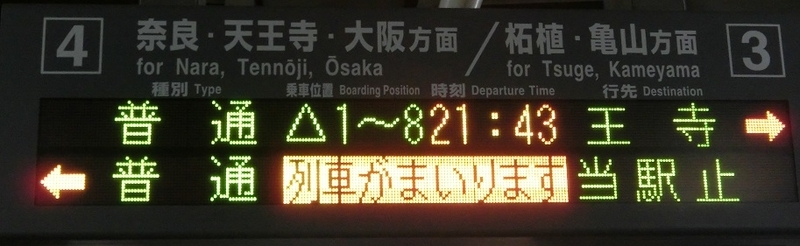 4 奈良・天王寺・大阪方面 / 柘植・亀山方面 3
for Nara, Tennōji, Ōsaka for Tsuge, Kameyama
種別 Type 乗車位置 Boarding Position 時刻 Departure Time 行先 Destination
普通 △1～8 21:43 王寺 →
← 普通 列車がまいります 当駅止